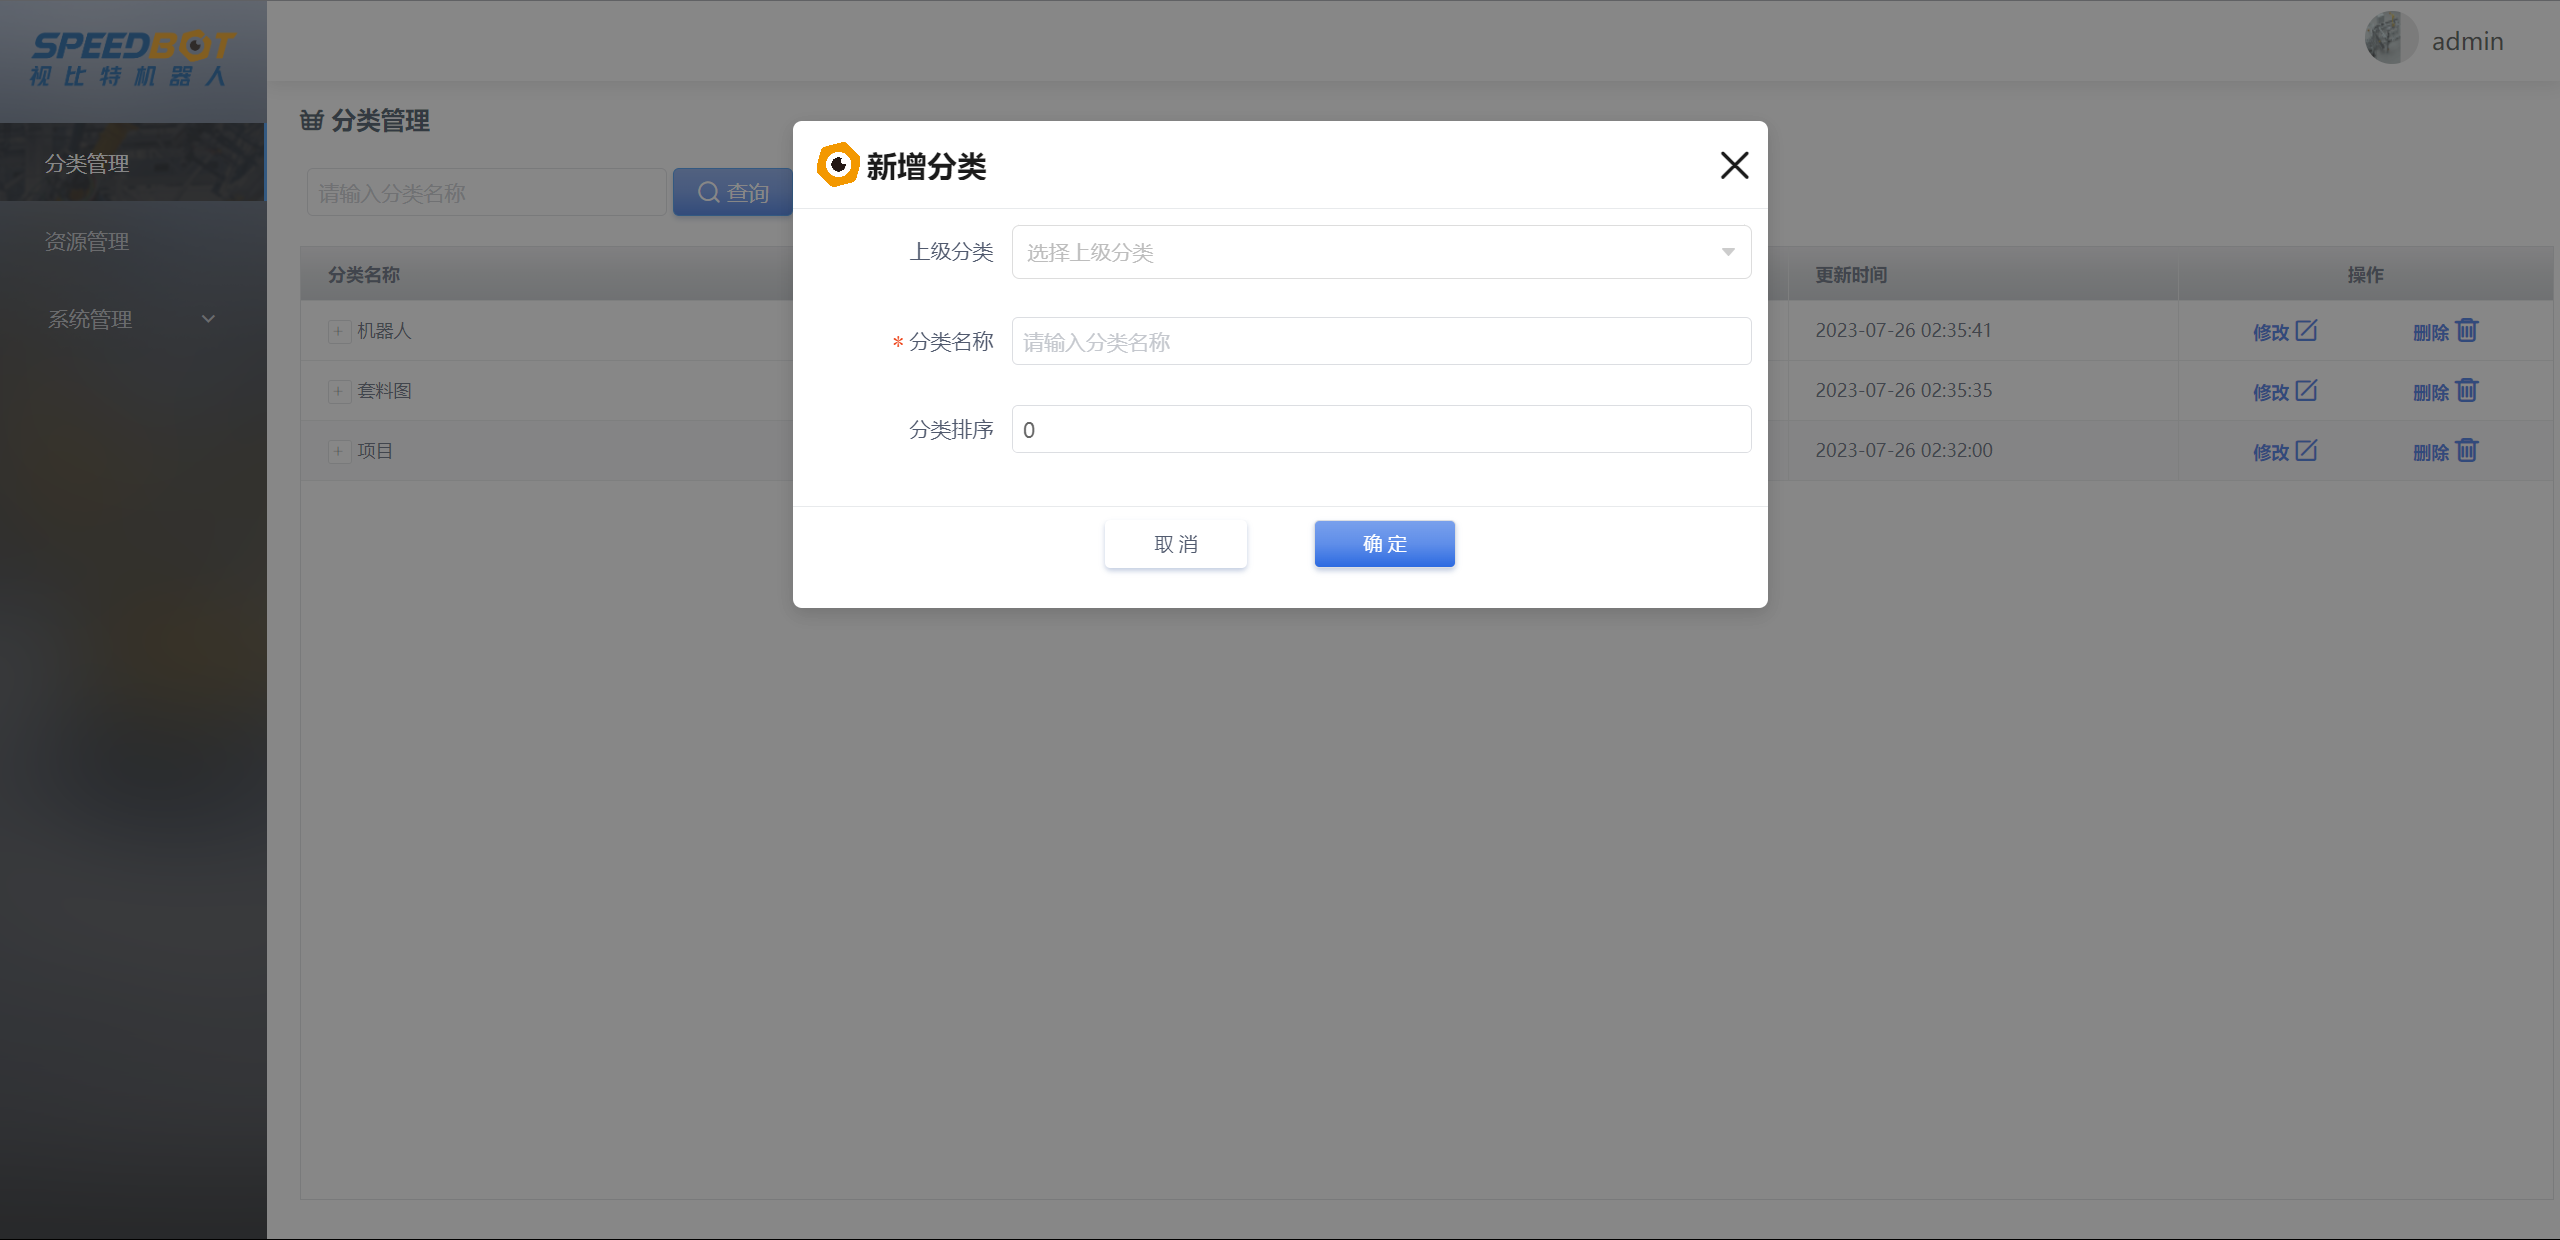 SPEEDBOT
视比特机器人
admin
分类管理
资源管理
系统管理
分类管理
请输入分类名称
查询
分类名称
更新时间
操作
机器人
2023-07-26 02:35:41
修改
删除
套料图
2023-07-26 02:35:35
修改
删除
项目
2023-07-26 02:32:00
修改
删除
新增分类
上级分类
选择上级分类
* 分类名称
请输入分类名称
分类排序
0
取 消
确 定